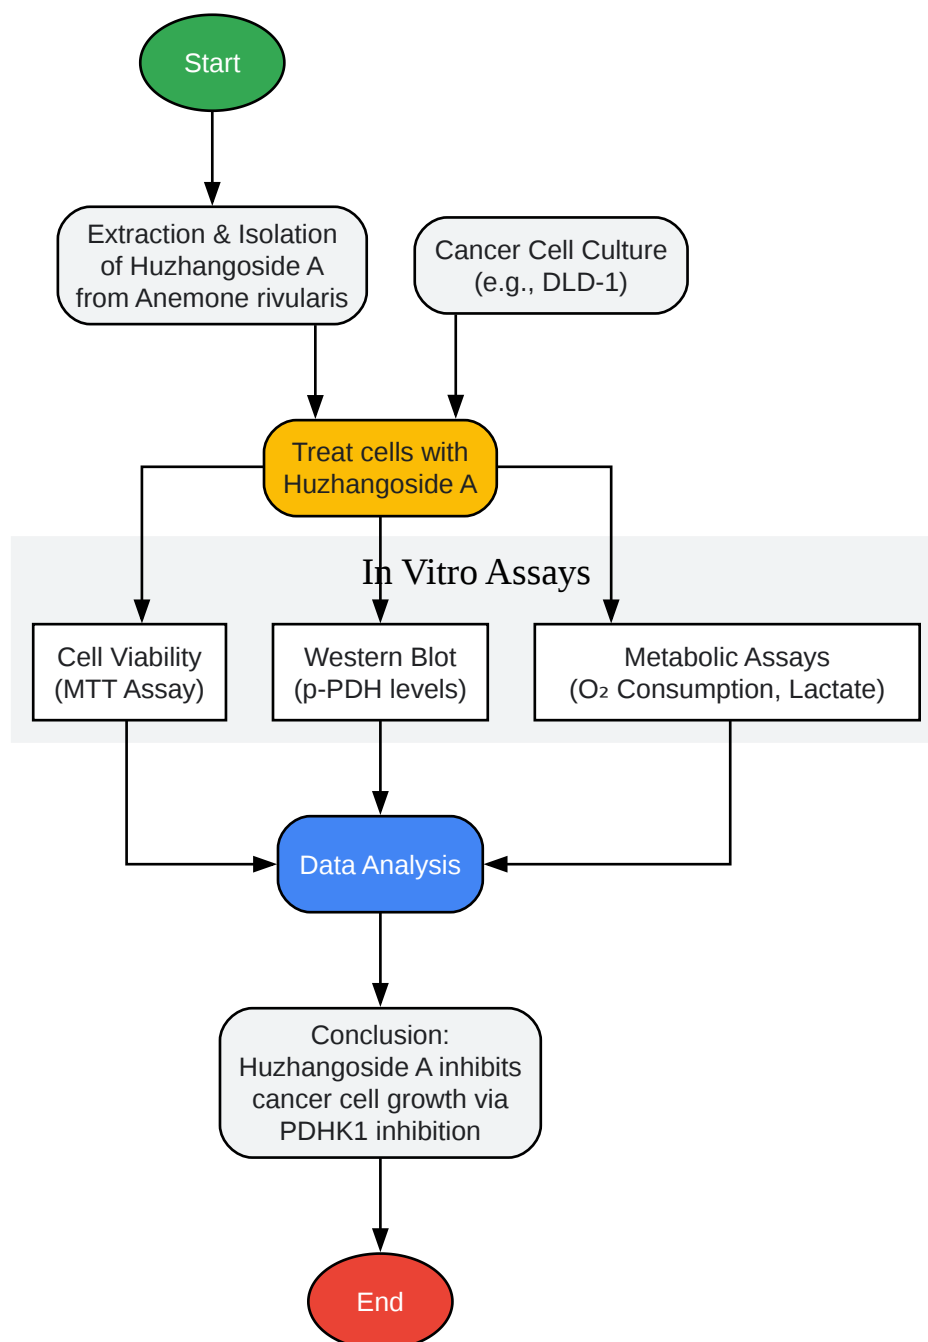 Start
Extraction & Isolation
of Huzhangoside A
from Anemone rivularis
Cancer Cell Culture
(e.g., DLD-1)
Treat cells with
Huzhangoside A
In Vitro Assays
Cell Viability
(MTT Assay)
Western Blot
(p-PDH levels)
Metabolic Assays
(O₂ Consumption, Lactate)
Data Analysis
Conclusion:
Huzhangoside A inhibits
cancer cell growth via
PDHK1 inhibition
End